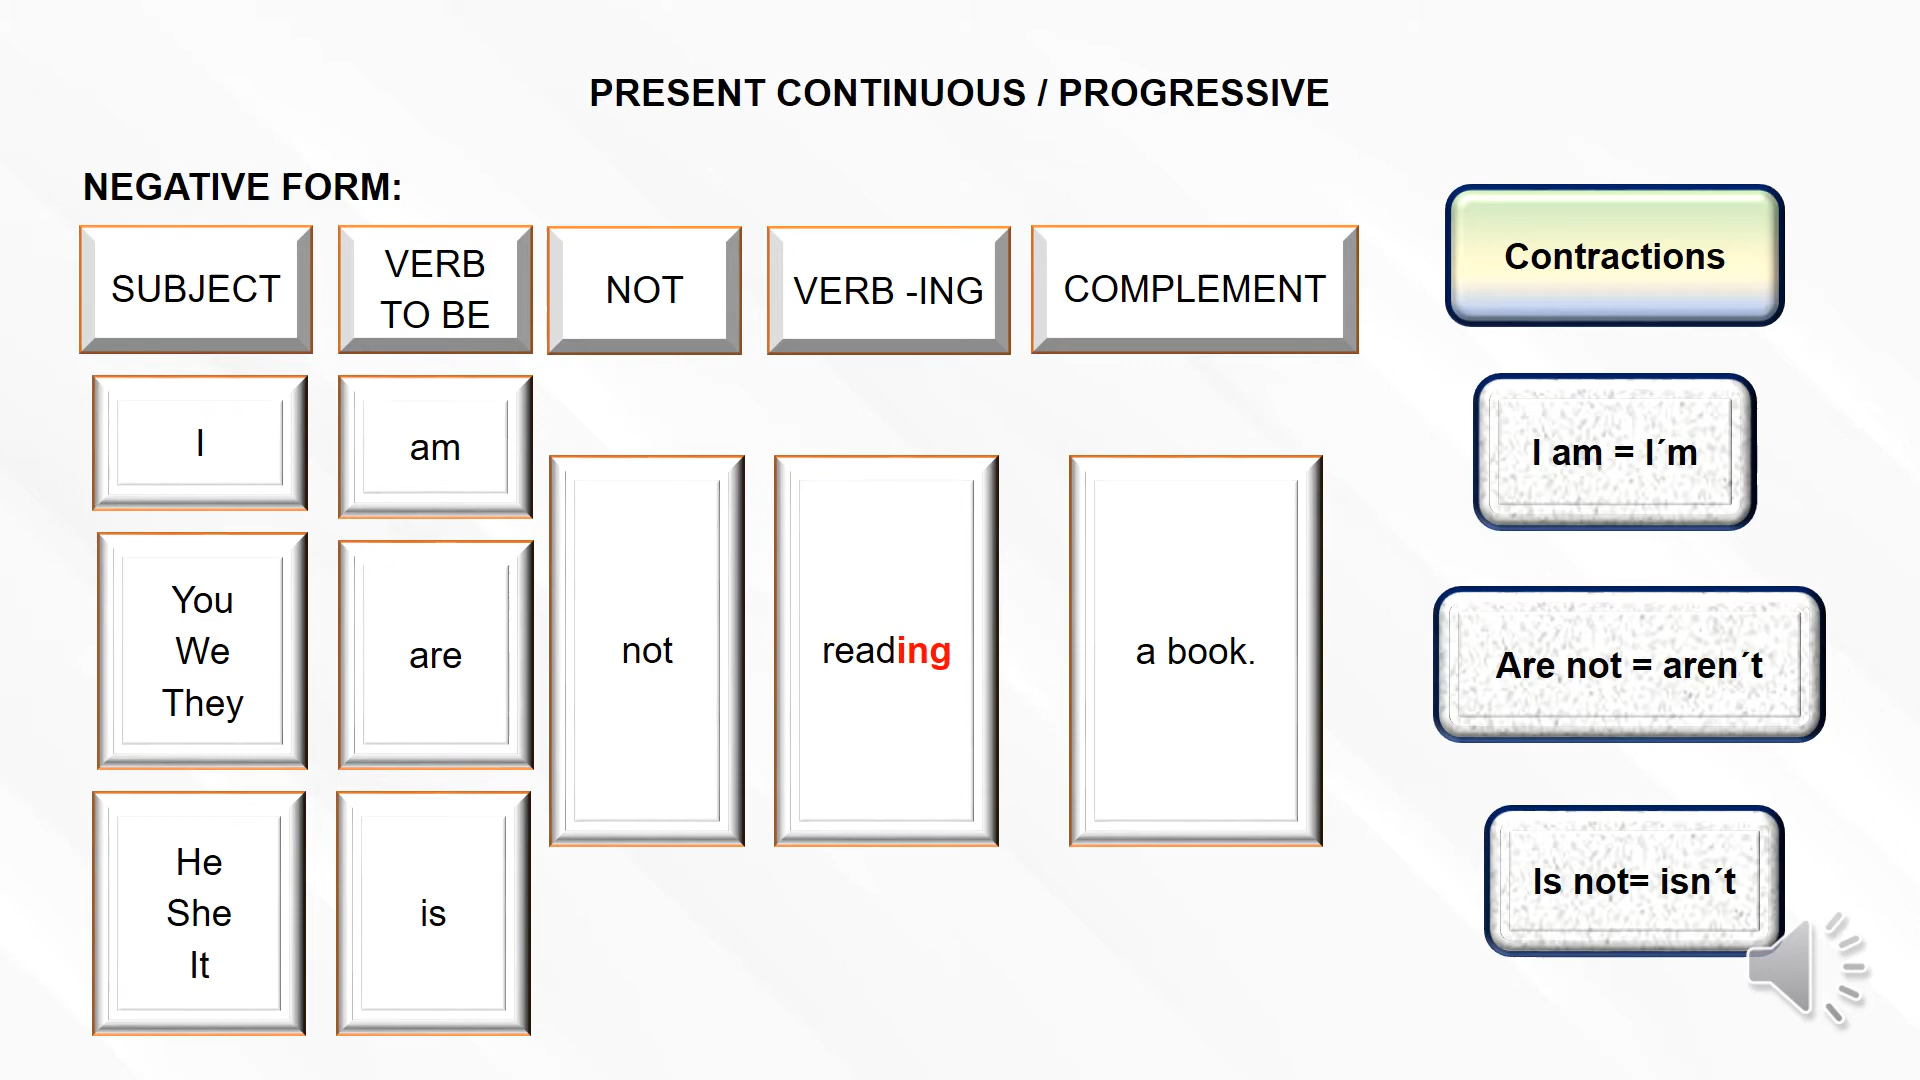 PRESENT CONTINUOUS / PROGRESSIVE
NEGATIVE FORM:
SUBJECT
VERB
TO BE
NOT
VERB -ING
COMPLEMENT
I
am
You
We
They
are
He
She
It
is
not
reading
a book.
Contractions
I am = I´m
Are not = aren´t
Is not= isn´t